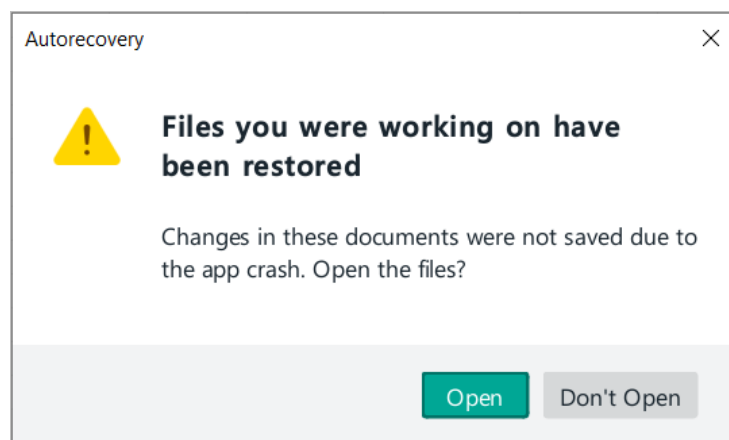 Autorecovery
Files you were working on have
been restored
Changes in these documents were not saved due to
the app crash. Open the files?
Open
Don't Open